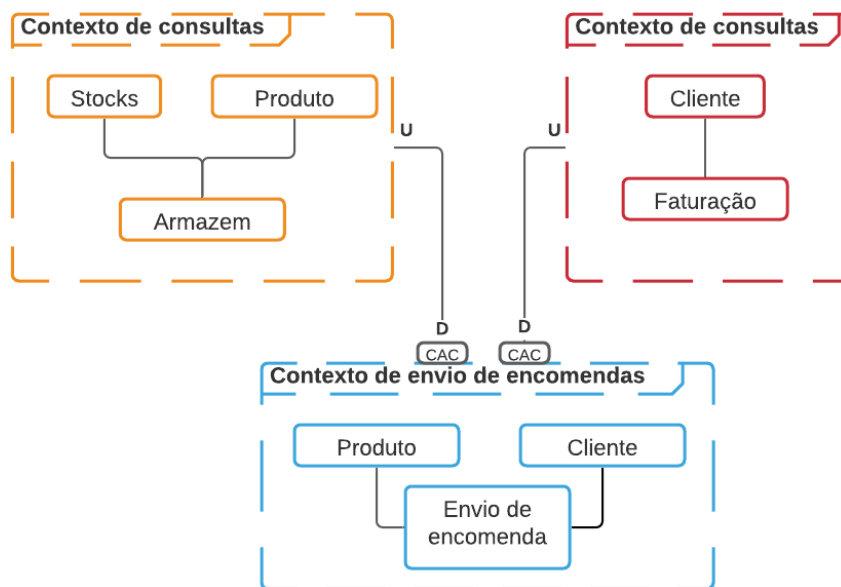 Contexto de consultas
Contexto de consultas
Stocks
Produto
Cliente
U
U
Armazem
Faturação
D
D
CAC
CAC
Contexto de envio de encomendas
Produto
Cliente
Envio de
encomenda